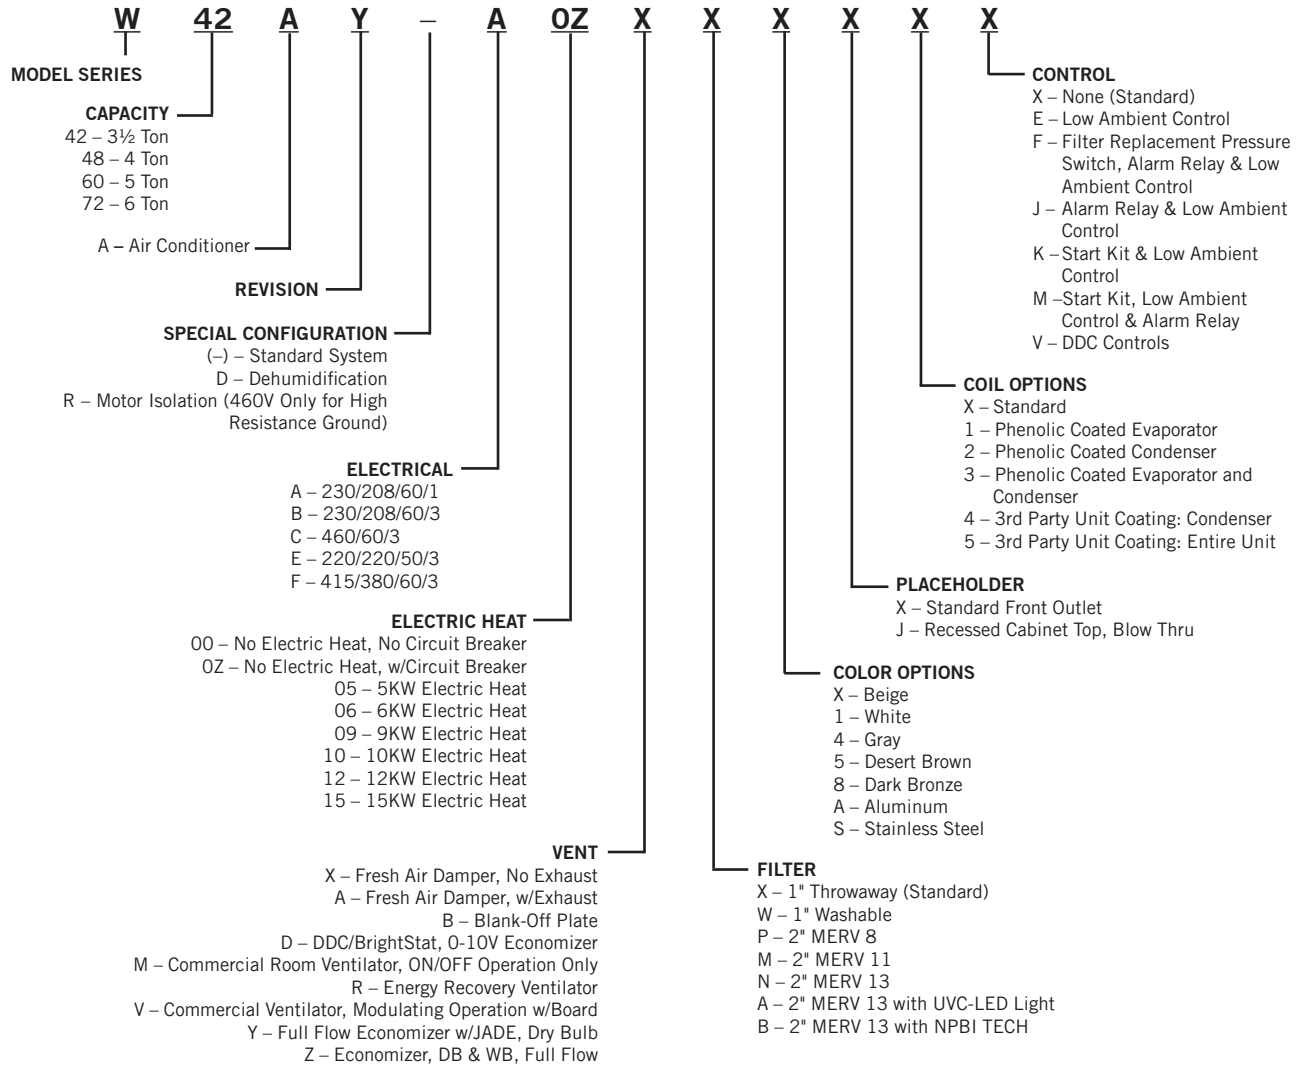 W 42 A Y – A 0Z X X X X X X
MODEL SERIES
CAPACITY
42 – 3½ Ton
48 – 4 Ton
60 – 5 Ton
72 – 6 Ton
A – Air Conditioner
REVISION
SPECIAL CONFIGURATION
(–) – Standard System
D – Dehumidification
R – Motor Isolation (460V Only for High
Resistance Ground)
ELECTRICAL
A – 230/208/60/1
B – 230/208/60/3
C – 460/60/3
E – 220/220/50/3
F – 415/380/60/3
ELECTRIC HEAT
00 – No Electric Heat, No Circuit Breaker
0Z – No Electric Heat, w/Circuit Breaker
05 – 5KW Electric Heat
06 – 6KW Electric Heat
09 – 9KW Electric Heat
10 – 10KW Electric Heat
12 – 12KW Electric Heat
15 – 15KW Electric Heat
VENT
X – Fresh Air Damper, No Exhaust
A – Fresh Air Damper, w/Exhaust
B – Blank-Off Plate
D – DDC/BrightStat, 0-10V Economizer
M – Commercial Room Ventilator, ON/OFF Operation Only
R – Energy Recovery Ventilator
V – Commercial Ventilator, Modulating Operation w/Board
Y – Full Flow Economizer w/JADE, Dry Bulb
Z – Economizer, DB & WB, Full Flow
CONTROL
X – None (Standard)
E – Low Ambient Control
F – Filter Replacement Pressure
Switch, Alarm Relay & Low
Ambient Control
J – Alarm Relay & Low Ambient
Control
K –Start Kit & Low Ambient
Control
M –Start Kit, Low Ambient
Control & Alarm Relay
V – DDC Controls
COIL OPTIONS
X – Standard
1 – Phenolic Coated Evaporator
2 – Phenolic Coated Condenser
3 – Phenolic Coated Evaporator and
Condenser
4 – 3rd Party Unit Coating: Condenser
5 – 3rd Party Unit Coating: Entire Unit
PLACEHOLDER
X – Standard Front Outlet
J – Recessed Cabinet Top, Blow Thru
COLOR OPTIONS
X – Beige
1 – White
4 – Gray
5 – Desert Brown
8 – Dark Bronze
A – Aluminum
S – Stainless Steel
FILTER
X – 1" Throwaway (Standard)
W – 1" Washable
P – 2" MERV 8
M – 2" MERV 11
N – 2" MERV 13
A – 2" MERV 13 with UVC-LED Light
B – 2" MERV 13 with NPBI TECH